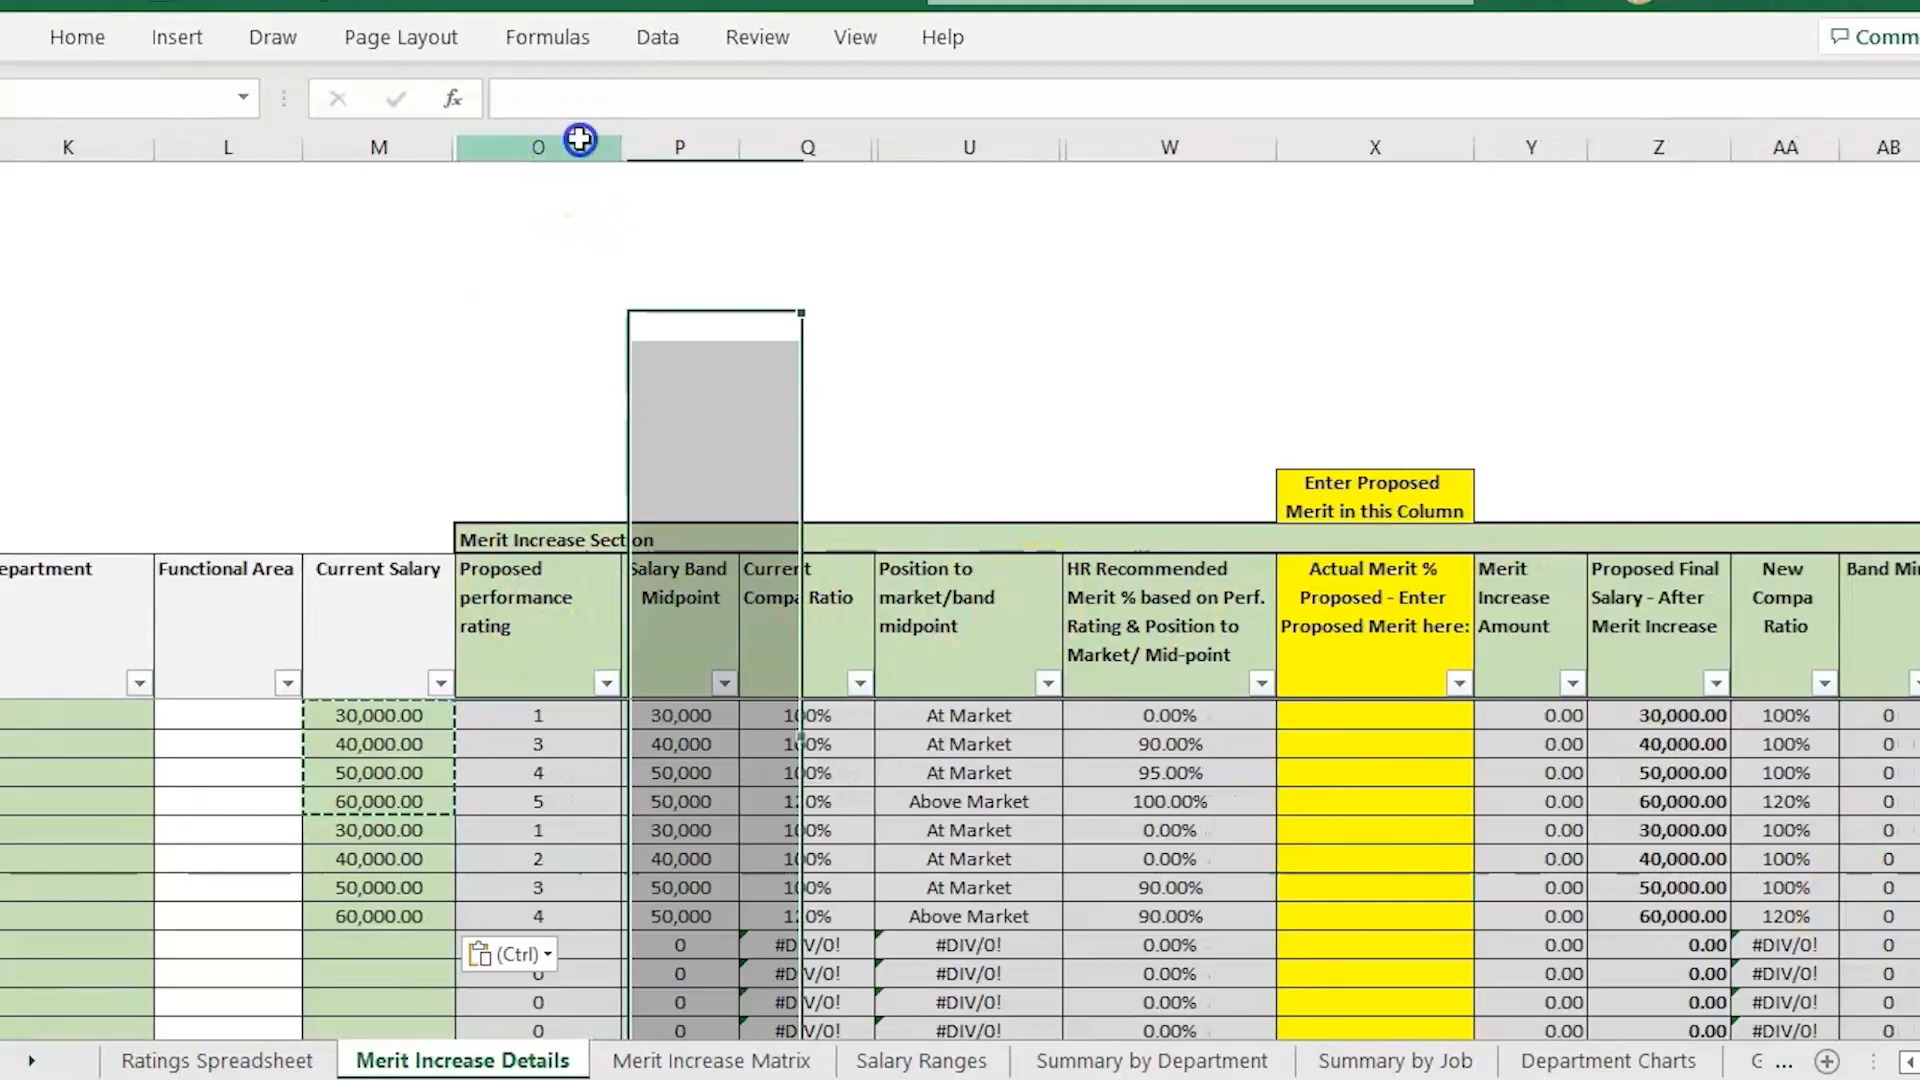 Home Insert Draw Page Layout Formulas Data Review View Help Comm
fx
K L M O P Q U W X Y Z AA AB
Enter Proposed
Merit in this Column
Merit Increase Section
epartment Functional Area Current Salary Proposed Salary Band Current Position to HR Recommended Actual Merit % Merit Proposed Final New Band Min
performance Midpoint Compa Ratio market/band Merit % based on Perf. Proposed - Enter Increase Salary - After Compa
rating midpoint Rating & Position to Proposed Merit here: Amount Merit Increase Ratio
Market/ Mid-point
30,000.00 1 30,000 100% At Market 0.00% 0.00 30,000.00 100% 0
40,000.00 3 40,000 100% At Market 90.00% 0.00 40,000.00 100% 0
50,000.00 4 50,000 100% At Market 95.00% 0.00 50,000.00 100% 0
60,000.00 5 50,000 120% Above Market 100.00% 0.00 60,000.00 120% 0
30,000.00 1 30,000 100% At Market 0.00% 0.00 30,000.00 100% 0
40,000.00 2 40,000 100% At Market 0.00% 0.00 40,000.00 100% 0
50,000.00 3 50,000 100% At Market 90.00% 0.00 50,000.00 100% 0
60,000.00 4 50,000 120% Above Market 90.00% 0.00 60,000.00 120% 0
(Ctrl) 0 #DIV/0! #DIV/0! 0.00% 0.00 0.00 #DIV/0! 0
0 0 #DIV/0! #DIV/0! 0.00% 0.00 0.00 #DIV/0! 0
0 0 #DIV/0! #DIV/0! 0.00% 0.00 0.00 #DIV/0! 0
0 0 #DIV/0! #DIV/0! 0.00% 0.00 0.00 #DIV/0! 0
Ratings Spreadsheet Merit Increase Details Merit Increase Matrix Salary Ranges Summary by Department Summary by Job Department Charts ...